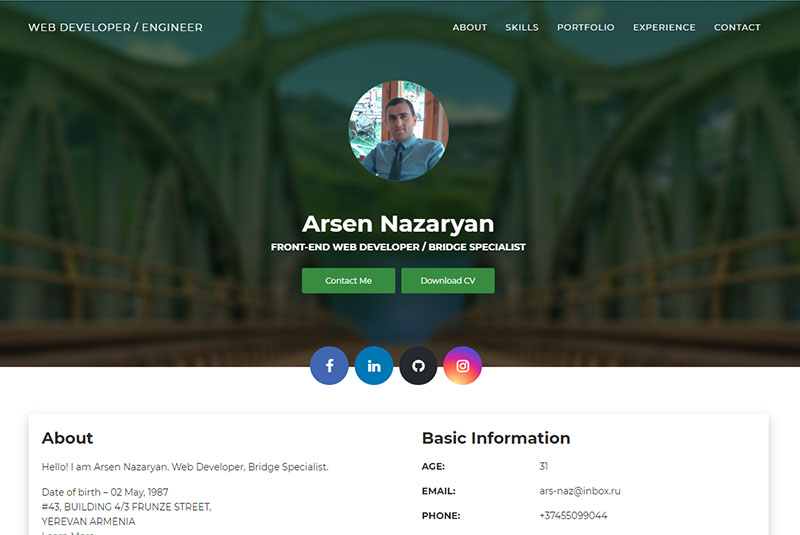 WEB DEVELOPER / ENGINEER
ABOUT SKILLS PORTFOLIO EXPERIENCE CONTACT
Arsen Nazaryan
FRONT-END WEB DEVELOPER / BRIDGE SPECIALIST
Contact Me
Download CV
About
Hello! I am Arsen Nazaryan. Web Developer, Bridge Specialist.
Date of birth – 02 May, 1987
#43, BUILDING 4/3 FRUNZE STREET,
YEREVAN ARMENIA
Learn More
Basic Information
AGE: 31
EMAIL: ars-naz@inbox.ru
PHONE: +37455099044